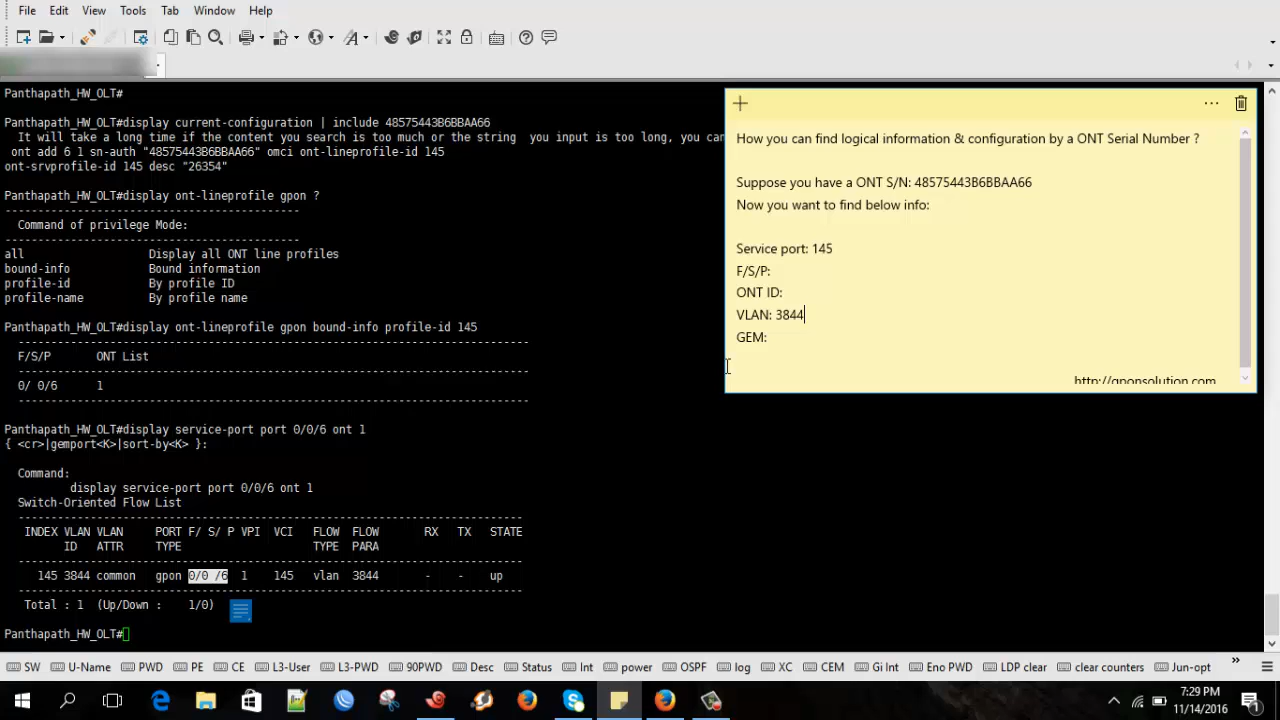 File Edit View Tools Tab Window Help
Panthapath_HW_OLT#
Panthapath_HW_OLT#display current-configuration | include 48575443B6BBAA66
It will take a long time if the content you search is too much or the string you input is too long, you can
ont add 6 1 sn-auth "48575443B6BBAA66" omci ont-lineprofile-id 145
ont-srvprofile-id 145 desc "26354"
Panthapath_HW_OLT#display ont-lineprofile gpon ?
---------------------------------------------
Command of privilege Mode:
---------------------------------------------
all Display all ONT line profiles
bound-info Bound information
profile-id By profile ID
profile-name By profile name
Panthapath_HW_OLT#display ont-lineprofile gpon bound-info profile-id 145
-----------------------------------------------------------------------------
F/S/P ONT List
-----------------------------------------------------------------------------
0/ 0/6 1
-----------------------------------------------------------------------------
Panthapath_HW_OLT#display service-port port 0/0/6 ont 1
{ <cr>|gemport<K>|sort-by<K> }:
Command:
display service-port port 0/0/6 ont 1
Switch-Oriented Flow List
-----------------------------------------------------------------------------
INDEX VLAN VLAN PORT F/ S/ P VPI VCI FLOW FLOW RX TX STATE
ID ATTR TYPE TYPE PARA
-----------------------------------------------------------------------------
145 3844 common gpon 0/0 /6 1 145 vlan 3844 - - up
-----------------------------------------------------------------------------
Total : 1 (Up/Down : 1/0)
Panthapath_HW_OLT#
How you can find logical information & configuration by a ONT Serial Number ?
Suppose you have a ONT S/N: 48575443B6BBAA66
Now you want to find below info:
Service port: 145
F/S/P:
ONT ID:
VLAN: 3844
GEM:
http://gponsolution.com
SW U-Name PWD PE CE L3-User L3-PWD 90PWD Desc Status Int power OSPF log XC CEM Gi Int Eno PWD LDP clear clear counters Jun-opt
7:29 PM
11/14/2016
1